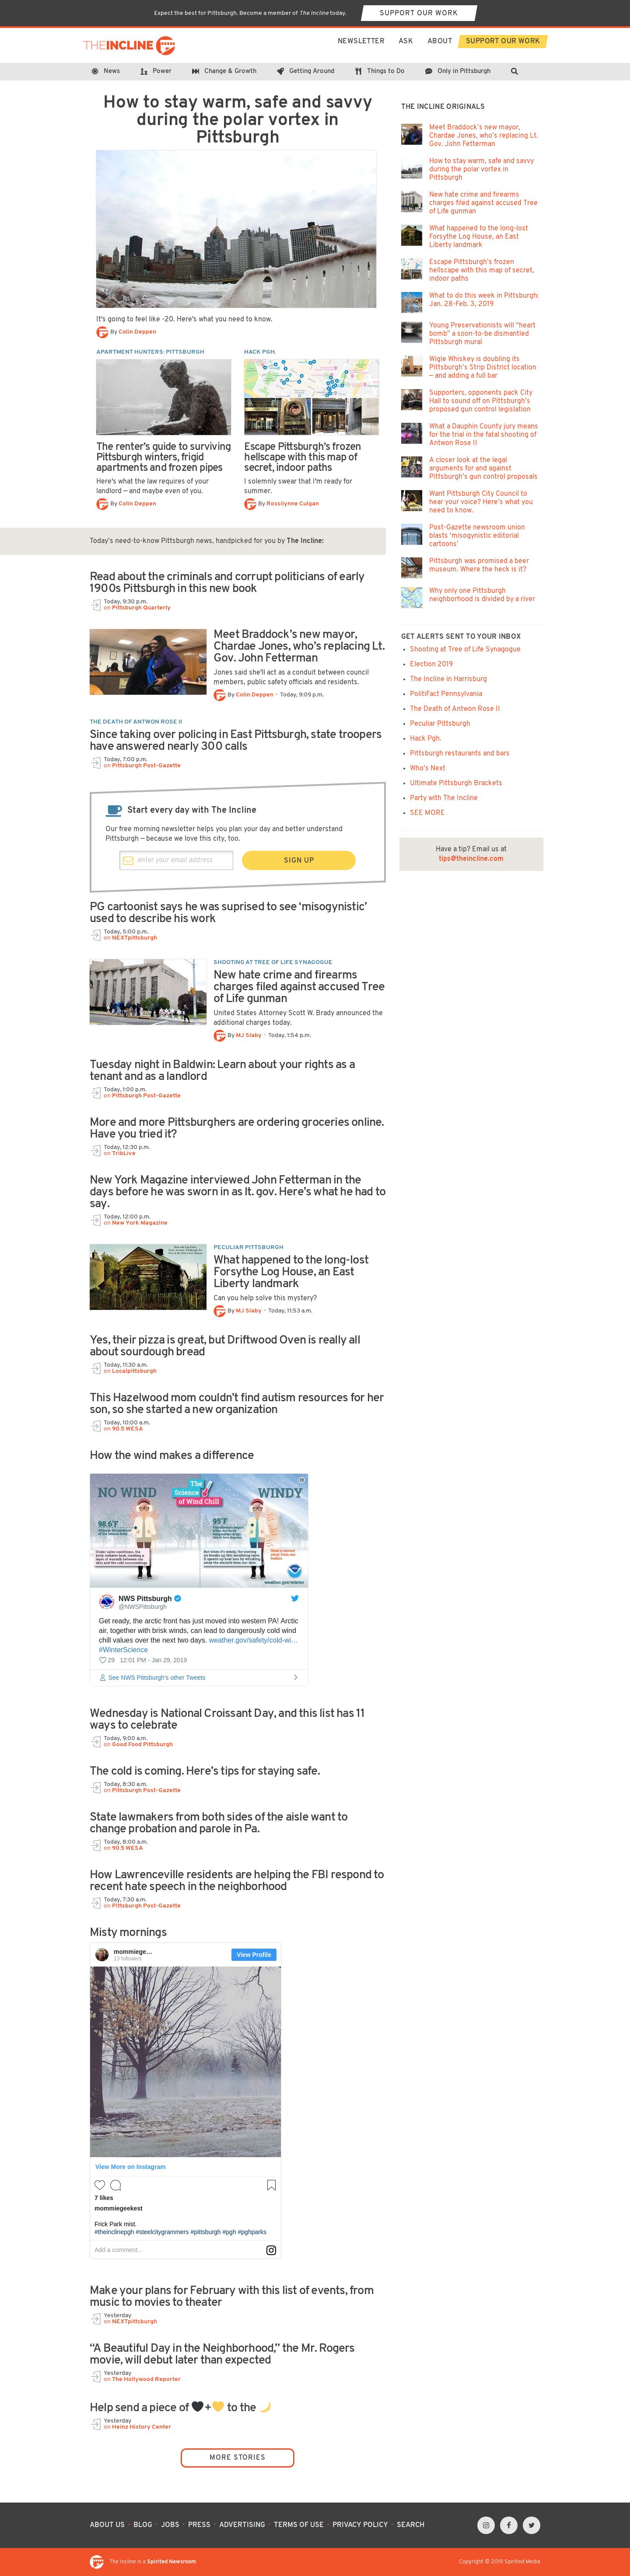 Expect the best for Pittsburgh. Become a member of The Incline today.
SUPPORT OUR WORK
THEINCLINE
NEWSLETTER
ASK
ABOUT
SUPPORT OUR WORK
News
Power
Change & Growth
Getting Around
Things to Do
Only in Pittsburgh
How to stay warm, safe and savvy
during the polar vortex in
Pittsburgh
It's going to feel like -20. Here's what you need to know.
By Colin Deppen
APARTMENT HUNTERS: PITTSBURGH
The renter's guide to surviving
Pittsburgh winters, frigid
apartments and frozen pipes
Here's what the law requires of your
landlord — and maybe even of you.
By Colin Deppen
HACK PGH.
Escape Pittsburgh's frozen
hellscape with this map of
secret, indoor paths
I solemnly swear that I'm ready for
summer.
By Rossilynne Culgan
Today's need-to-know Pittsburgh news, handpicked for you by The Incline:
Read about the criminals and corrupt politicians of early
1900s Pittsburgh in this new book
Today, 9:30 p.m.
on Pittsburgh Quarterly
Meet Braddock's new mayor,
Chardae Jones, who's replacing Lt.
Gov. John Fetterman
Jones said she'll act as a conduit between council
members, public safety officials and residents.
By Colin Deppen · Today, 9:09 p.m.
THE DEATH OF ANTWON ROSE II
Since taking over policing in East Pittsburgh, state troopers
have answered nearly 300 calls
Today, 7:00 p.m.
on Pittsburgh Post-Gazette
Start every day with The Incline
Our free morning newsletter helps you plan your day and better understand
Pittsburgh — because we love this city, too.
enter your email address
SIGN UP
PG cartoonist says he was suprised to see 'misogynistic'
used to describe his work
Today, 5:00 p.m.
on NEXTpittsburgh
SHOOTING AT TREE OF LIFE SYNAGOGUE
New hate crime and firearms
charges filed against accused Tree
of Life gunman
United States Attorney Scott W. Brady announced the
additional charges today.
By MJ Slaby · Today, 1:54 p.m.
Tuesday night in Baldwin: Learn about your rights as a
tenant and as a landlord
Today, 1:00 p.m.
on Pittsburgh Post-Gazette
More and more Pittsburghers are ordering groceries online.
Have you tried it?
Today, 12:30 p.m.
on TribLive
New York Magazine interviewed John Fetterman in the
days before he was sworn in as lt. gov. Here's what he had to
say.
Today, 12:00 p.m.
on New York Magazine
PECULIAR PITTSBURGH
What happened to the long-lost
Forsythe Log House, an East
Liberty landmark
Can you help solve this mystery?
By MJ Slaby · Today, 11:53 a.m.
Yes, their pizza is great, but Driftwood Oven is really all
about sourdough bread
Today, 11:30 a.m.
on Localpittsburgh
This Hazelwood mom couldn't find autism resources for her
son, so she started a new organization
Today, 10:00 a.m.
on 90.5 WESA
How the wind makes a difference
NO WIND
The
Science
of Wind Chill
WINDY
98.6°F
95°F
weather.gov/winter
NWS Pittsburgh
@NWSPittsburgh
Get ready, the arctic front has just moved into western PA! Arctic
air, together with brisk winds, can lead to dangerously cold wind
chill values over the next two days. weather.gov/safety/cold-wi…
#WinterScience
29 12:01 PM - Jan 29, 2019
See NWS Pittsburgh's other Tweets
Wednesday is National Croissant Day, and this list has 11
ways to celebrate
Today, 9:00 a.m.
on Good Food Pittsburgh
The cold is coming. Here's tips for staying safe.
Today, 8:30 a.m.
on Pittsburgh Post-Gazette
State lawmakers from both sides of the aisle want to
change probation and parole in Pa.
Today, 8:00 a.m.
on 90.5 WESA
How Lawrenceville residents are helping the FBI respond to
recent hate speech in the neighborhood
Today, 7:30 a.m.
on Pittsburgh Post-Gazette
Misty mornings
mommiege...
13 followers
View Profile
View More on Instagram
7 likes
mommiegeekest
Frick Park mist.
#theinclinepgh #steelcitygrammers #pittsburgh #pgh #pghparks
Add a comment...
Make your plans for February with this list of events, from
music to movies to theater
Yesterday
on NEXTpittsburgh
“A Beautiful Day in the Neighborhood,” the Mr. Rogers
movie, will debut later than expected
Yesterday
on The Hollywood Reporter
Help send a piece of 🖤+💛 to the 🌙
Yesterday
on Heinz History Center
MORE STORIES
THE INCLINE ORIGINALS
Meet Braddock's new mayor,
Chardae Jones, who's replacing Lt.
Gov. John Fetterman
How to stay warm, safe and savvy
during the polar vortex in
Pittsburgh
New hate crime and firearms
charges filed against accused Tree
of Life gunman
What happened to the long-lost
Forsythe Log House, an East
Liberty landmark
Escape Pittsburgh's frozen
hellscape with this map of secret,
indoor paths
What to do this week in Pittsburgh:
Jan. 28-Feb. 3, 2019
Young Preservationists will “heart
bomb” a soon-to-be dismantled
Pittsburgh mural
Wigle Whiskey is doubling its
Pittsburgh's Strip District location
— and adding a full bar
Supporters, opponents pack City
Hall to sound off on Pittsburgh's
proposed gun control legislation
What a Dauphin County jury means
for the trial in the fatal shooting of
Antwon Rose II
A closer look at the legal
arguments for and against
Pittsburgh's gun control proposals
Want Pittsburgh City Council to
hear your voice? Here's what you
need to know.
Post-Gazette newsroom union
blasts 'misogynistic editorial
cartoons'
Pittsburgh was promised a beer
museum. Where the heck is it?
Why only one Pittsburgh
neighborhood is divided by a river
GET ALERTS SENT TO YOUR INBOX
Shooting at Tree of Life Synagogue
Election 2019
The Incline in Harrisburg
PolitiFact Pennsylvania
The Death of Antwon Rose II
Peculiar Pittsburgh
Hack Pgh.
Pittsburgh restaurants and bars
Who's Next
Ultimate Pittsburgh Brackets
Party with The Incline
SEE MORE
Have a tip? Email us at
tips@theincline.com
ABOUT US · BLOG · JOBS · PRESS · ADVERTISING · TERMS OF USE · PRIVACY POLICY · SEARCH
The Incline is a Spirited Newsroom
Copyright © 2019 Spirited Media